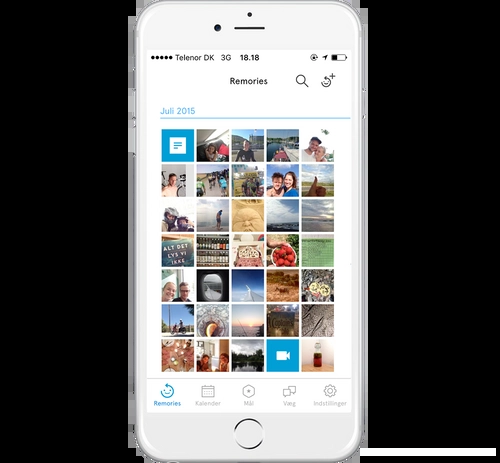 Telenor DK 3G 18.18
Remories
Juli 2015
ALT DET
LYS VI
IKKE
Remories Kalender Mål Væg Indstillinger